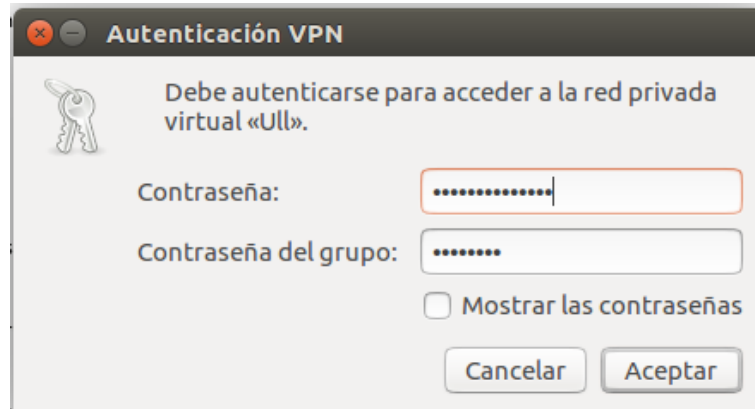 Autenticación VPN
Debe autenticarse para acceder a la red privada
virtual «Ull».
Contraseña: ••••••••••••••
Contraseña del grupo: ••••••••
Mostrar las contraseñas
Cancelar Aceptar